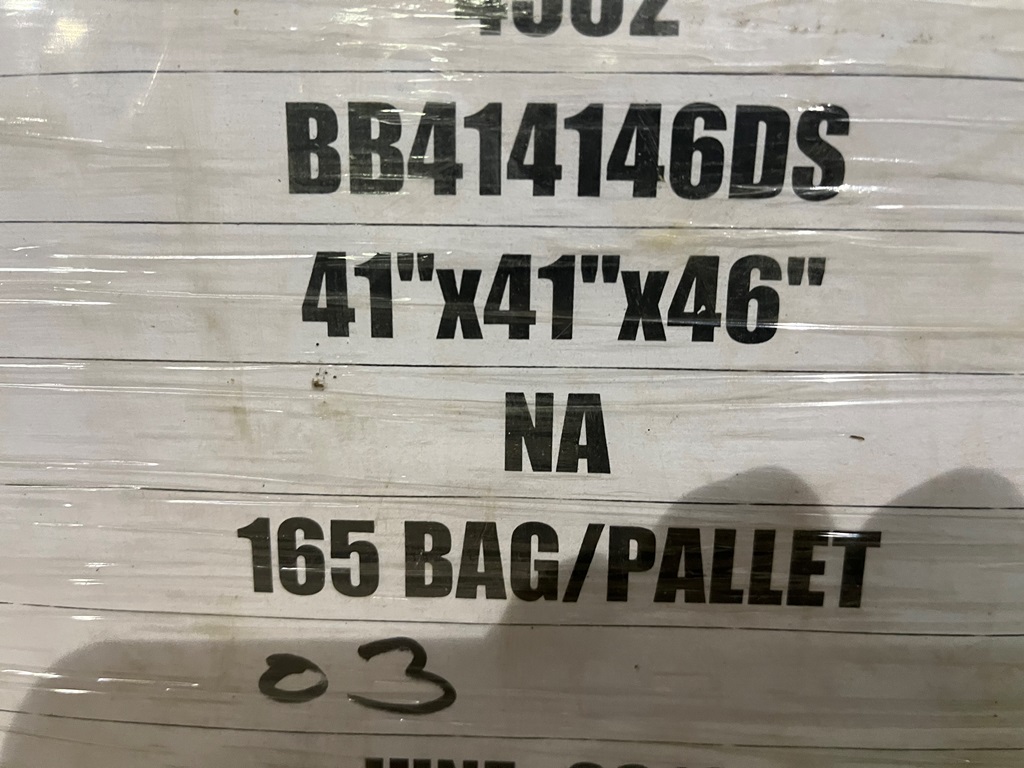 BB414146DS
41"x41"x46"
NA
165 BAG/PALLET
03